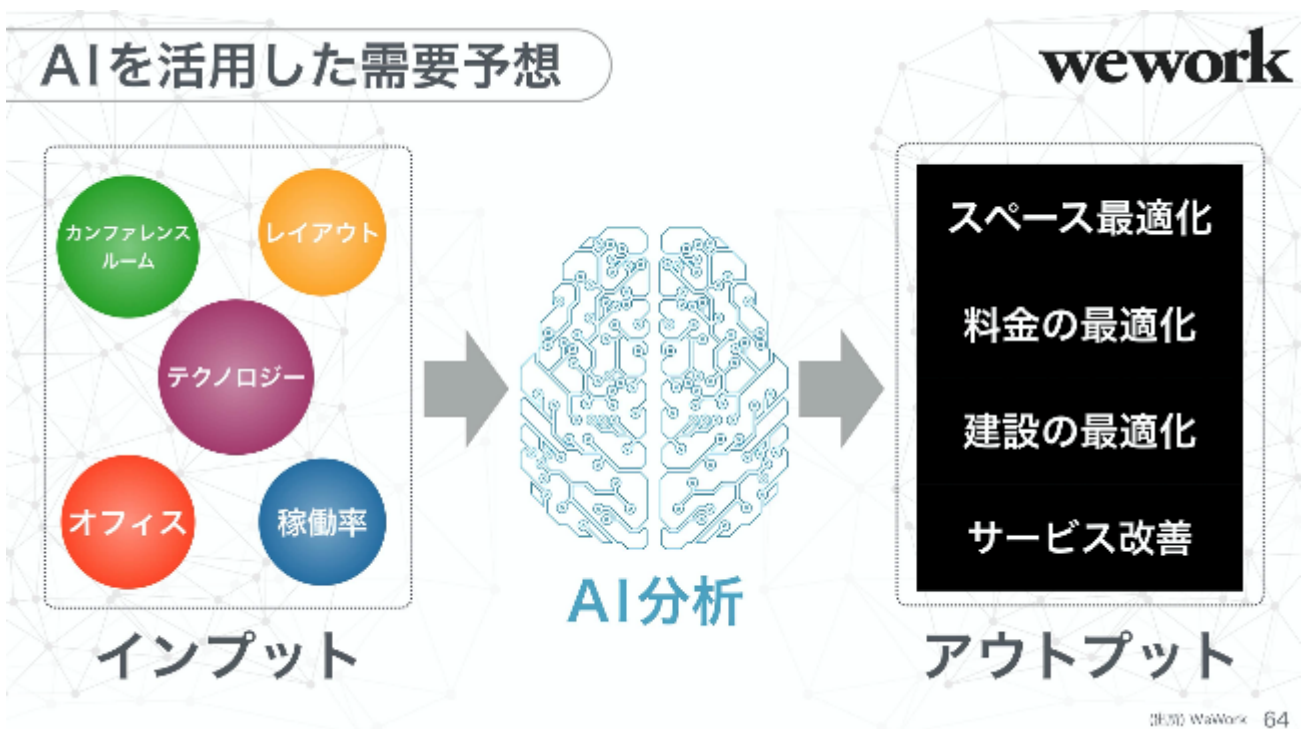 AIを活用した需要予想
wework
カンファレンス
ルーム
レイアウト
テクノロジー
オフィス
稼働率
インプット
AI分析
スペース最適化
料金の最適化
建設の最適化
サービス改善
アウトプット
(出所) WeWork 64